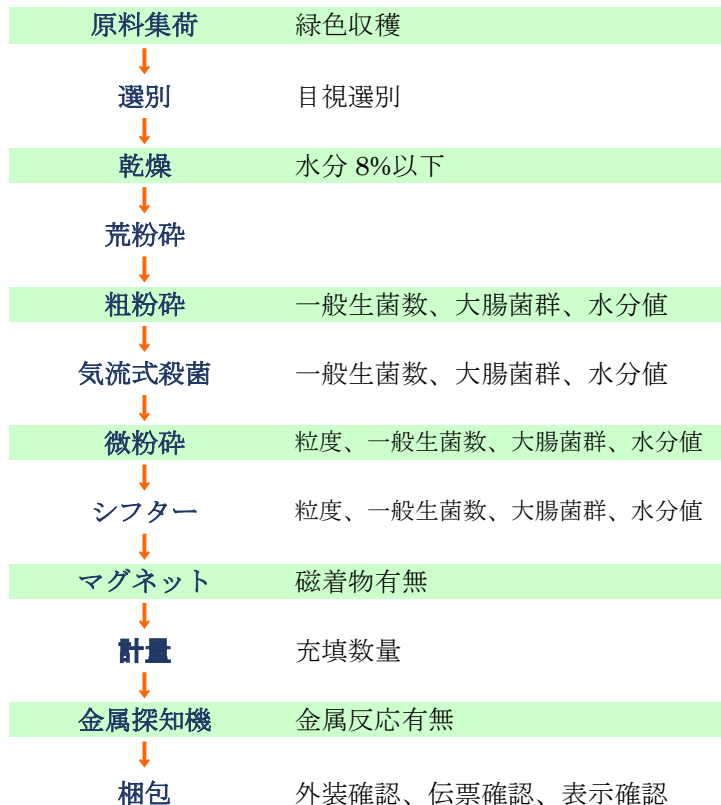 原料集荷 緑色収穫
選別 目視選別
乾燥 水分 8%以下
荒粉砕
粗粉砕 一般生菌数、大腸菌群、水分値
気流式殺菌 一般生菌数、大腸菌群、水分値
微粉砕 粒度、一般生菌数、大腸菌群、水分値
シフター 粒度、一般生菌数、大腸菌群、水分値
マグネット 磁着物有無
計量 充填数量
金属探知機 金属反応有無
梱包 外装確認、伝票確認、表示確認